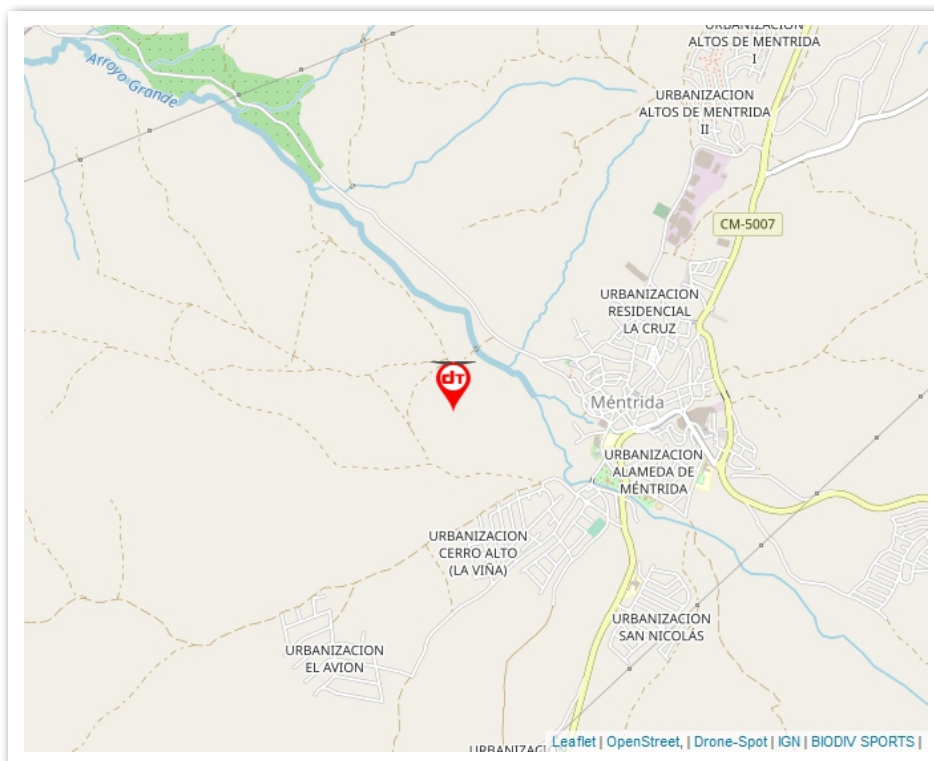 URBANIZACION
ALTOS DE MENTRIDA
I
Arroyo Grande
URBANIZACION
ALTOS DE MENTRIDA
II
CM-5007
URBANIZACION
RESIDENCIAL
LA CRUZ
dT
Méntrida
URBANIZACION
ALAMEDA DE
MÉNTRIDA
URBANIZACION
CERRO ALTO
(LA VIÑA)
URBANIZACION
SAN NICOLÁS
URBANIZACION
EL AVION
URBANIZACI
Leaflet | OpenStreet, | Drone-Spot | IGN | BIODIV SPORTS |